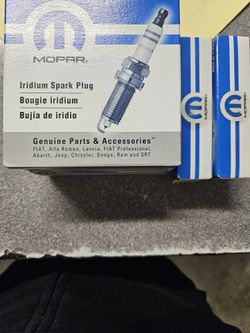 MOPAR
Iridium Spark Plug
Bougie iridium
Bujía de iridio
Genuine Parts & Accessories™
FIAT, Alfa Romeo, Lancia, FIAT Professional,
Abarth, Jeep, Chrysler, Dodge, Ram and SRT
MOPAR
MOPAR